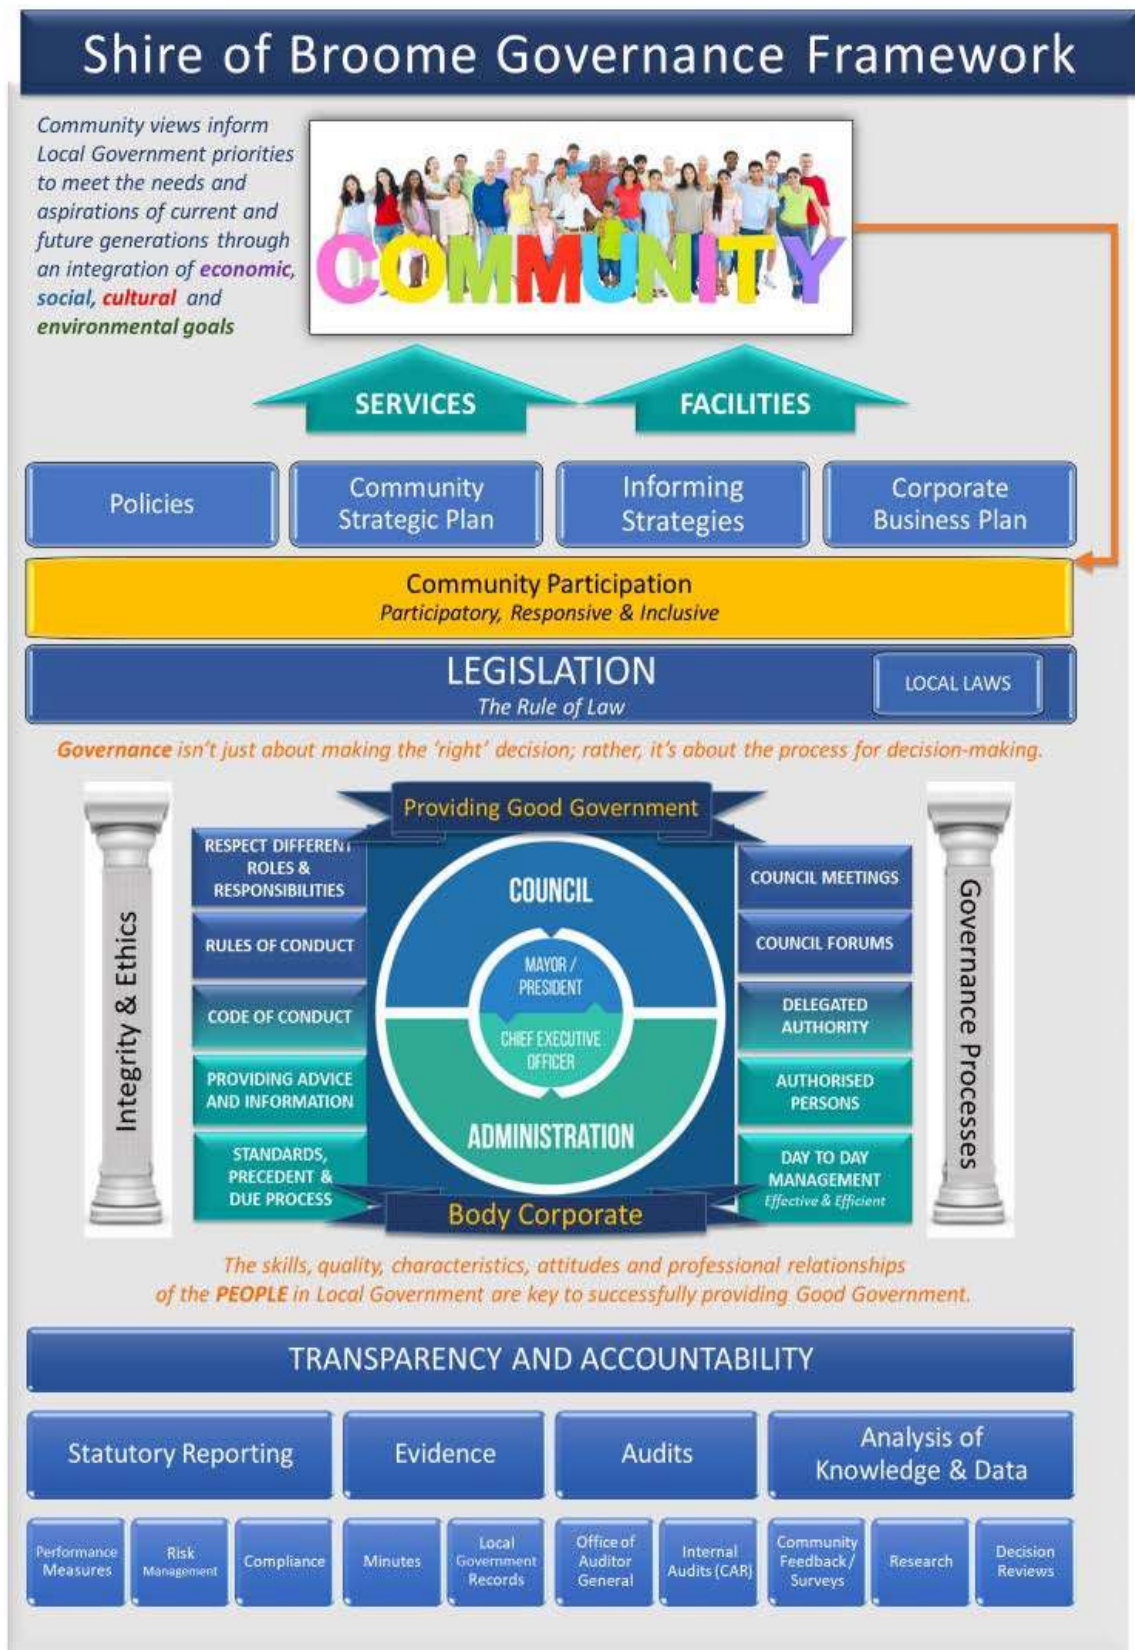 Shire of Broome Governance Framework
Community views inform
Local Government priorities
to meet the needs and
aspirations of current and
future generations through
an integration of economic,
social, cultural and
environmental goals
COMMUNITY
SERVICES
FACILITIES
Policies
Community
Strategic Plan
Informing
Strategies
Corporate
Business Plan
Community Participation
Participatory, Responsive & Inclusive
LEGISLATION
The Rule of Law
LOCAL LAWS
Governance isn't just about making the 'right' decision; rather, it's about the process for decision-making.
Integrity & Ethics
RESPECT DIFFERENT
ROLES &
RESPONSIBILITIES
RULES OF CONDUCT
CODE OF CONDUCT
PROVIDING ADVICE
AND INFORMATION
STANDARDS,
PRECEDENT &
DUE PROCESS
Providing Good Government
COUNCIL
MAYOR /
PRESIDENT
CHIEF EXECUTIVE
OFFICER
ADMINISTRATION
Body Corporate
COUNCIL MEETINGS
COUNCIL FORUMS
DELEGATED
AUTHORITY
AUTHORISED
PERSONS
DAY TO DAY
MANAGEMENT
Effective & Efficient
Governance Processes
The skills, quality, characteristics, attitudes and professional relationships
of the PEOPLE in Local Government are key to successfully providing Good Government.
TRANSPARENCY AND ACCOUNTABILITY
Statutory Reporting
Evidence
Audits
Analysis of
Knowledge & Data
Performance
Measures
Risk
Management
Compliance
Minutes
Local
Government
Records
Office of
Auditor
General
Internal
Audits (CAR)
Community
Feedback/
Surveys
Research
Decision
Reviews